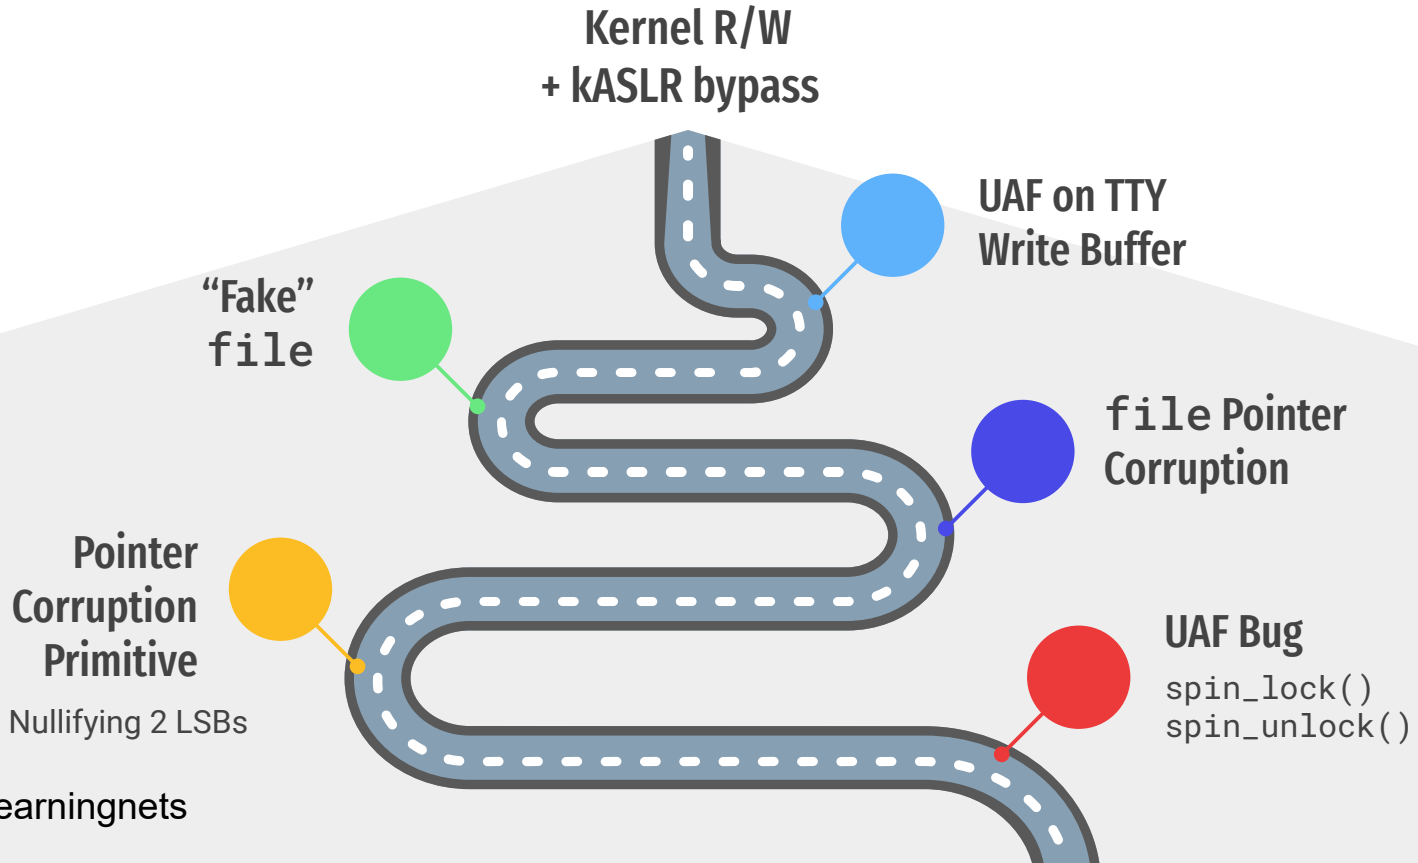 Kernel R/W
+ kASLR bypass
UAF on TTY
Write Buffer
“Fake”
file
file Pointer
Corruption
Pointer
Corruption
Primitive
Nullifying 2 LSBs
UAF Bug
spin_lock()
spin_unlock()
earningnets